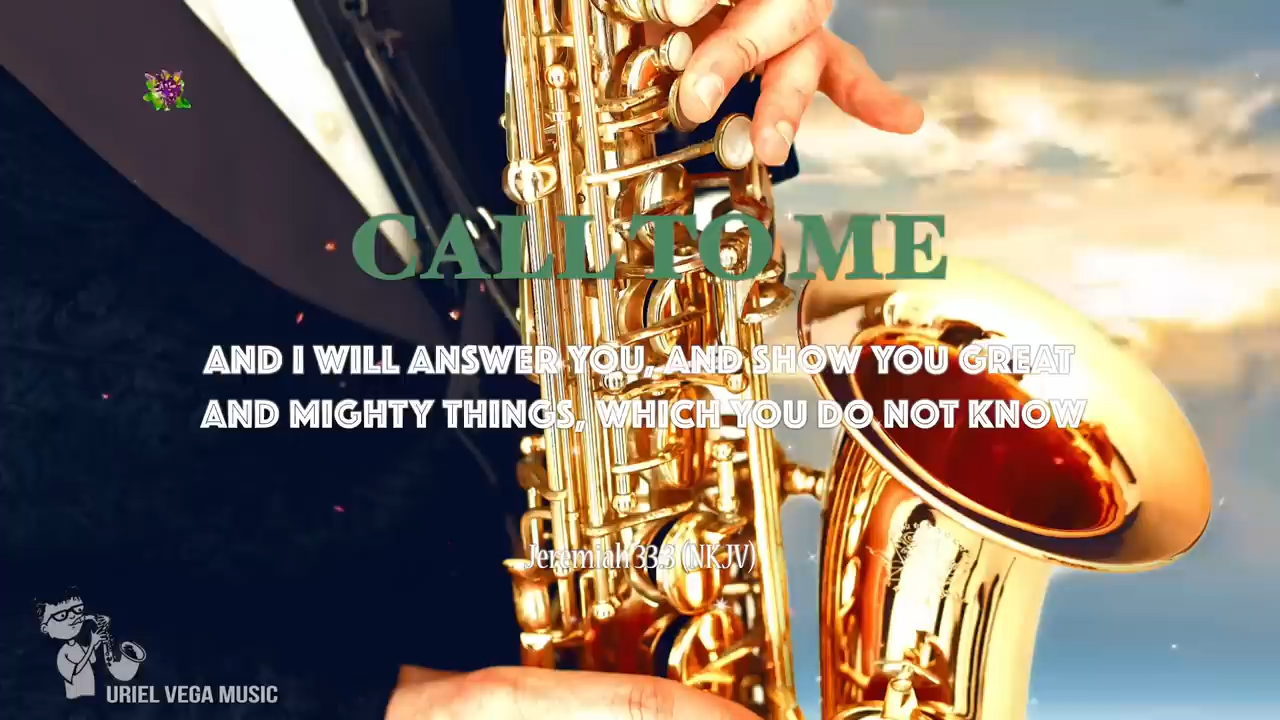 CALL TO ME
AND I WILL ANSWER YOU, AND SHOW YOU GREAT
AND MIGHTY THINGS, WHICH YOU DO NOT KNOW
Jeremiah 33:3 (NKJV)
URIEL VEGA MUSIC